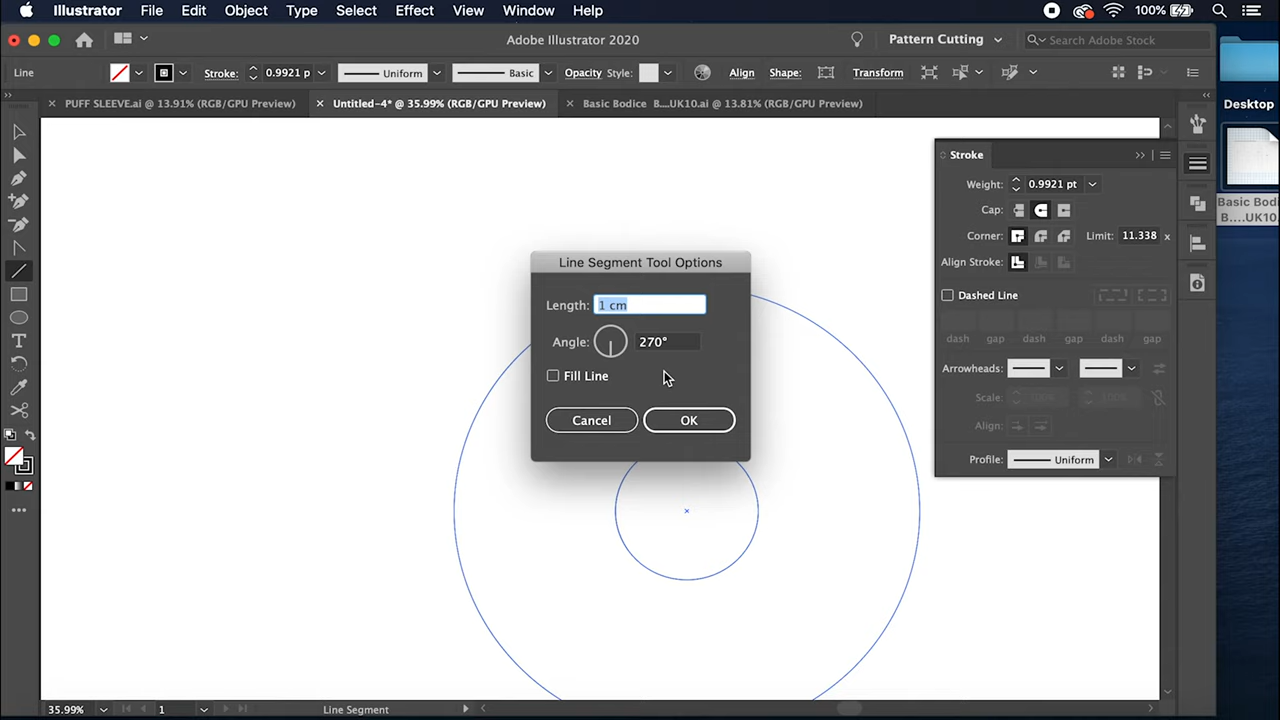 Illustrator File Edit Object Type Select Effect View Window Help 100%
Adobe Illustrator 2020 Pattern Cutting Search Adobe Stock
Line Stroke: 0.9921 p Uniform Basic Opacity Style: Align Shape: Transform
× PUFF SLEEVE.ai @ 13.91% (RGB/GPU Preview) × Untitled-4* @ 35.99% (RGB/GPU Preview) × Basic Bodice B....UK10.ai @ 13.81% (RGB/GPU Preview)
Desktop
Stroke
Weight: 0.9921 pt
Cap:
Basic Bodi
B....UK10
Corner: Limit: 11.338 x
Align Stroke:
Dashed Line
dash gap dash gap dash gap
Arrowheads:
Scale: 100% 100%
Align:
Profile: Uniform
Line Segment Tool Options
Length: 1 cm
Angle: 270°
Fill Line
Cancel OK
35.99% 1 Line Segment